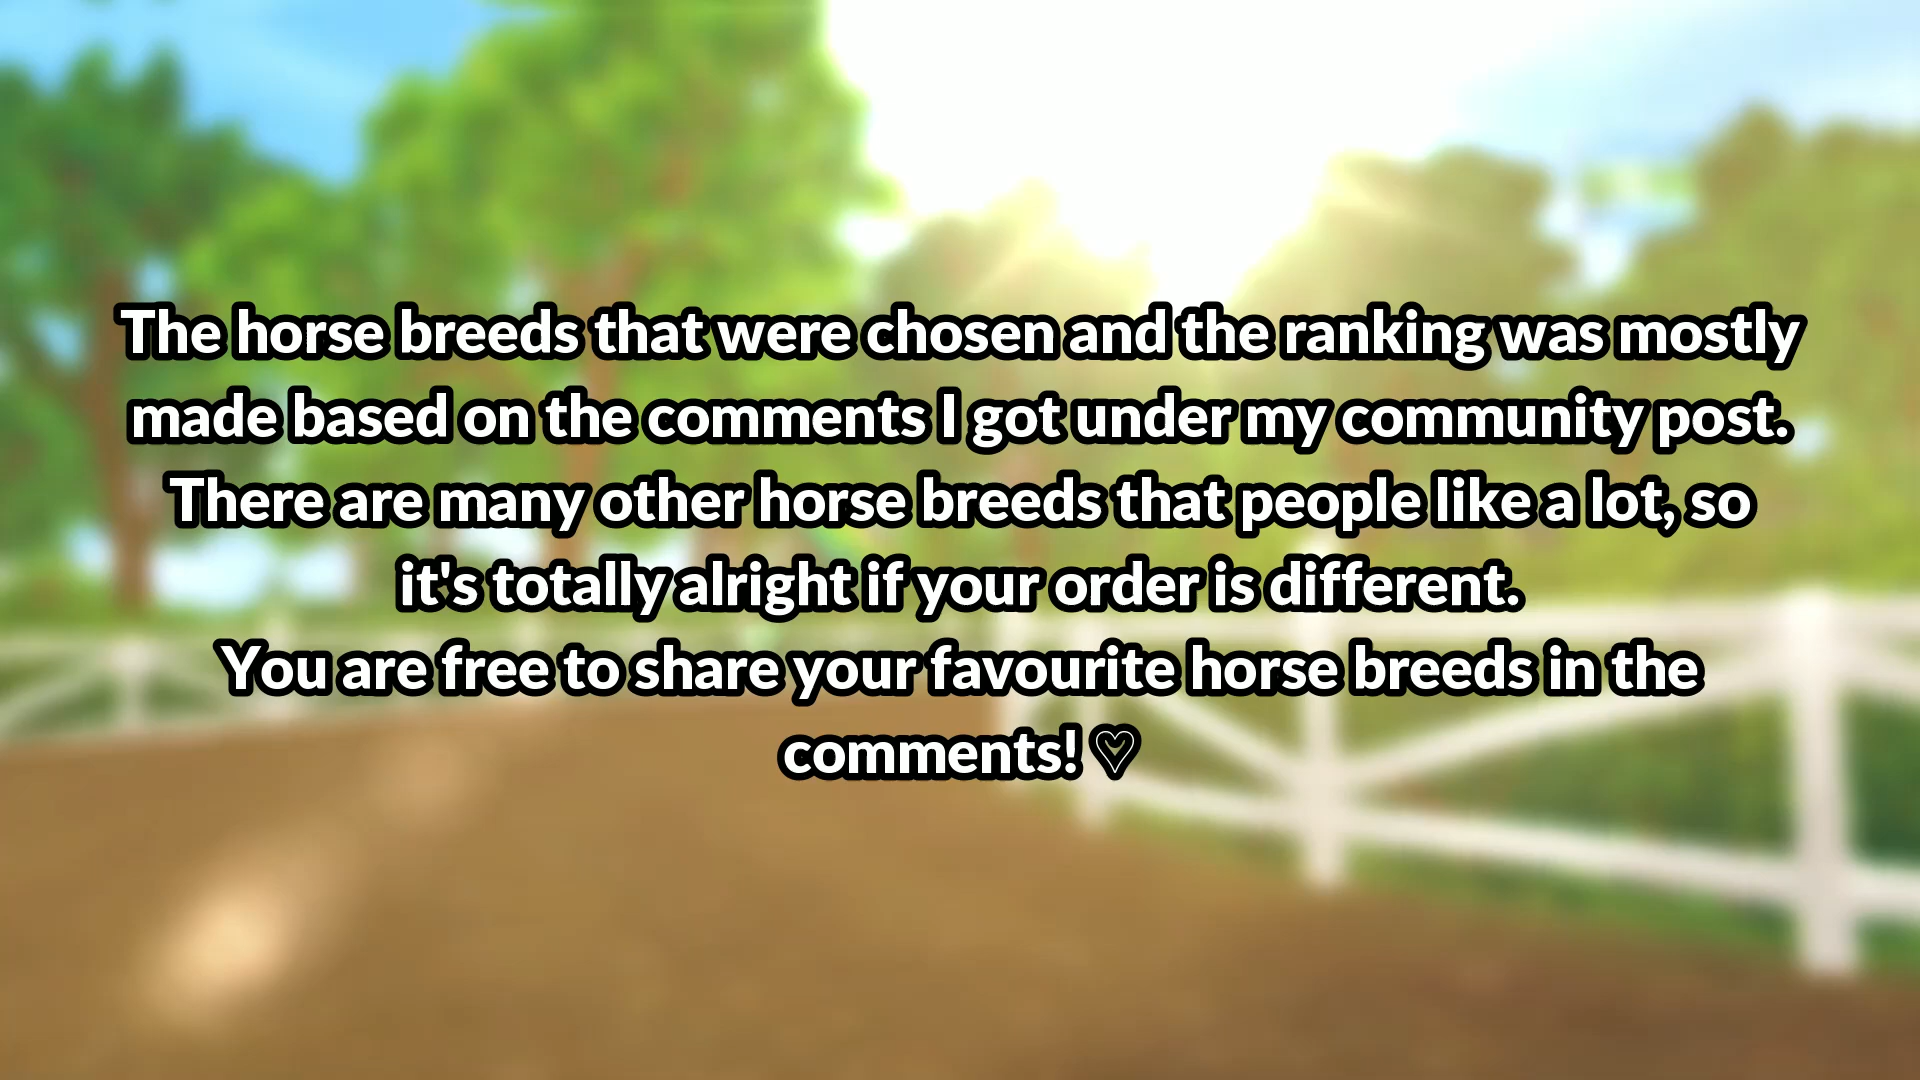 The horse breeds that were chosen and the ranking was mostly
made based on the comments I got under my community post.
There are many other horse breeds that people like a lot, so
it's totally alright if your order is different.
You are free to share your favourite horse breeds in the
comments! ♡